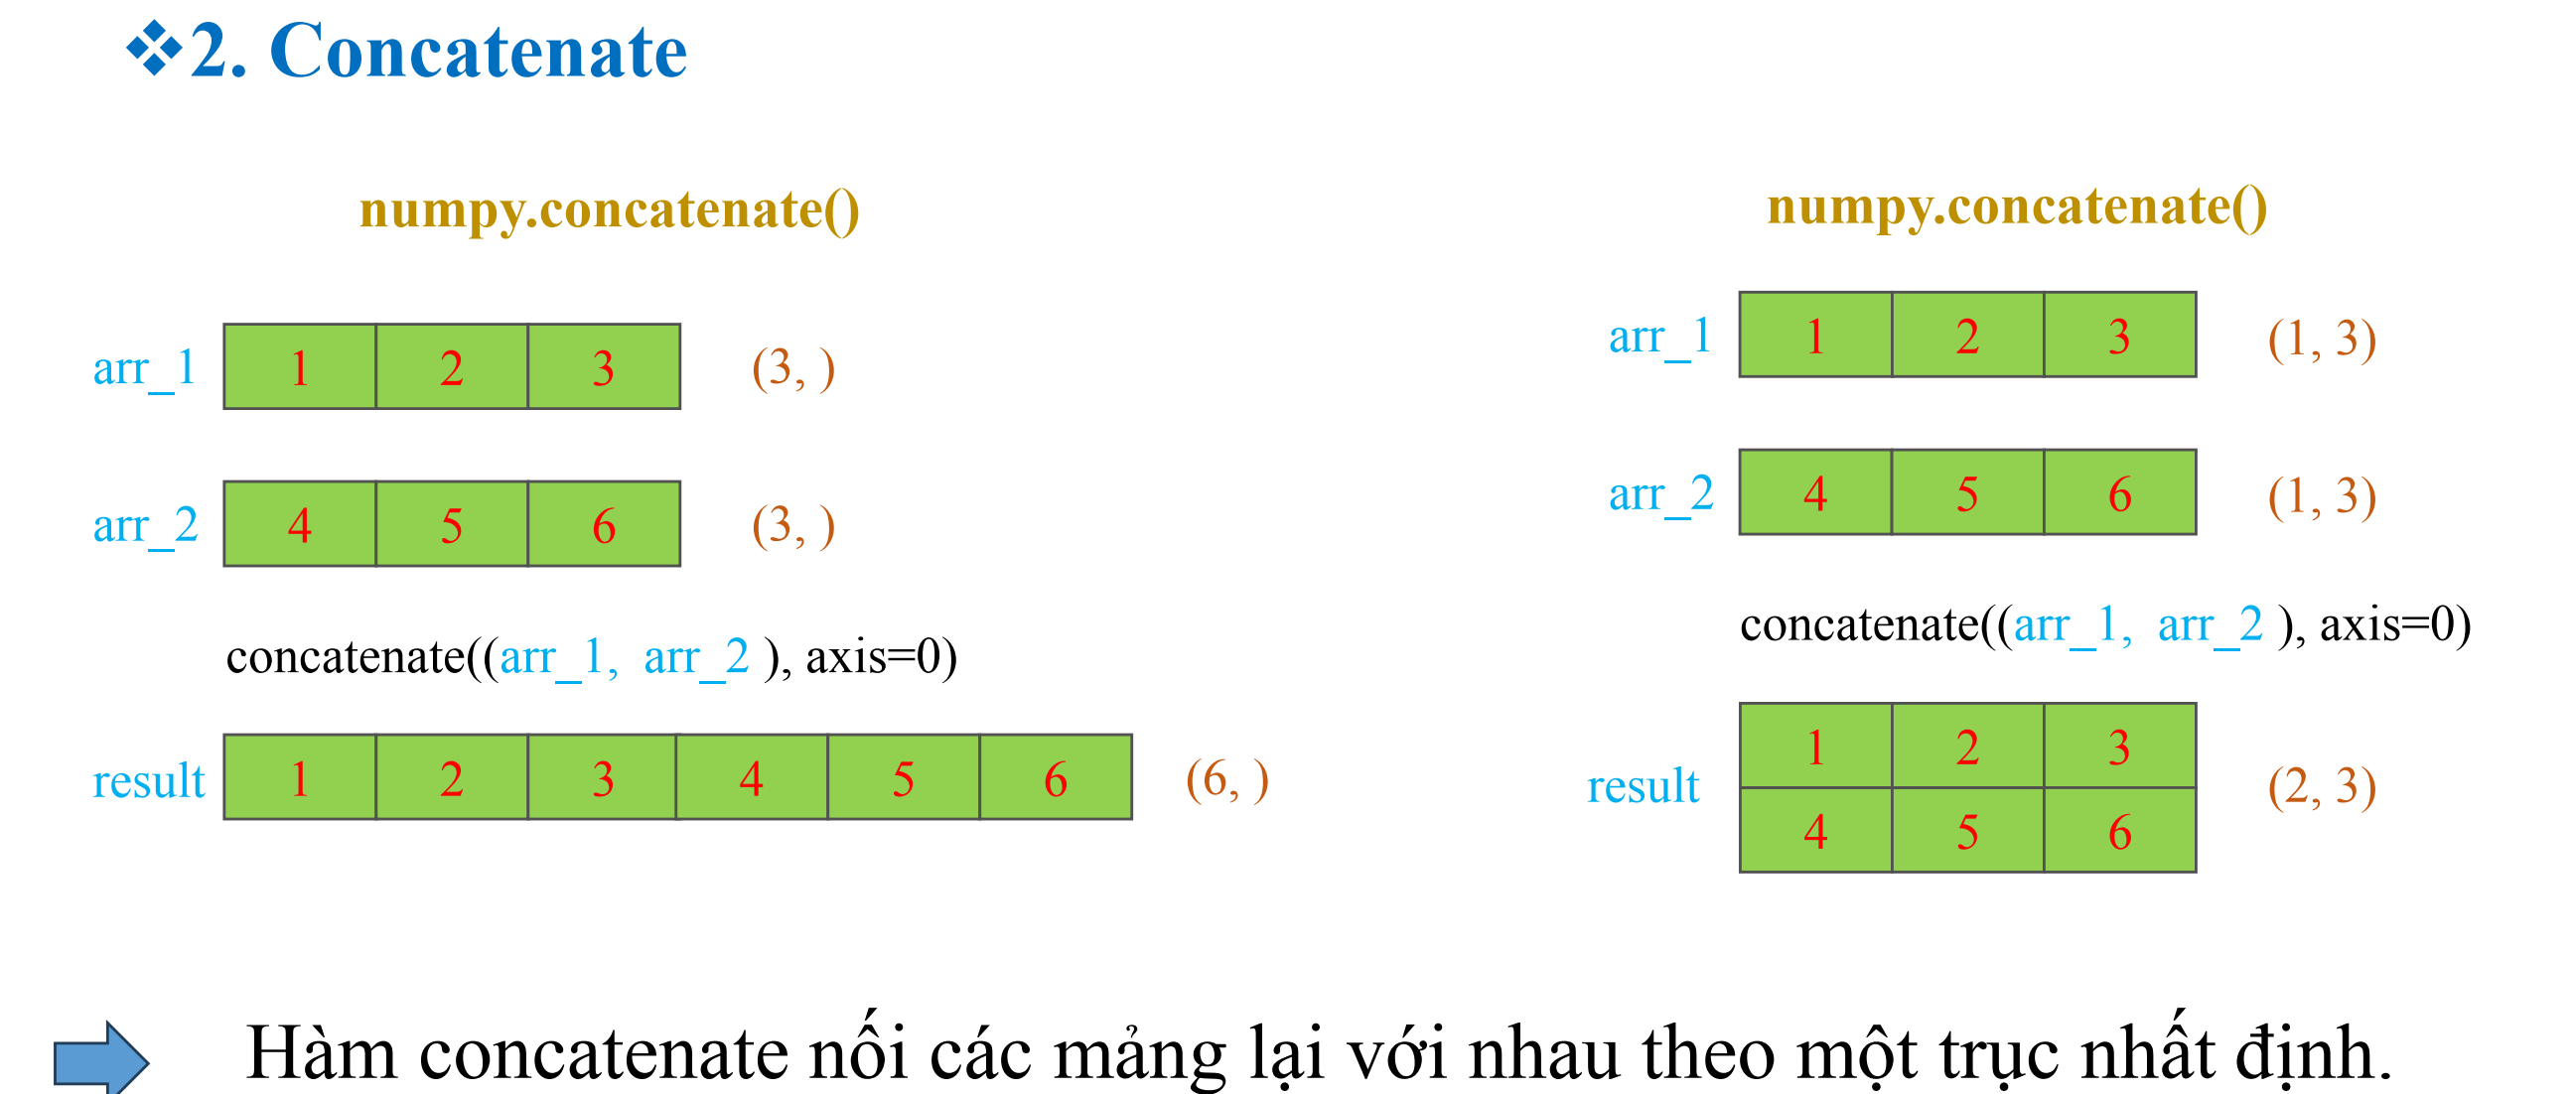 ❖2. Concatenate
numpy.concatenate()
arr_1 1 2 3 (3, )
arr_2 4 5 6 (3, )
concatenate((arr_1, arr_2 ), axis=0)
result 1 2 3 4 5 6 (6, )
numpy.concatenate()
arr_1 1 2 3 (1, 3)
arr_2 4 5 6 (1, 3)
concatenate((arr_1, arr_2 ), axis=0)
result 1 2 3 (2, 3)
4 5 6
Hàm concatenate nối các mảng lại với nhau theo một trục nhất định.